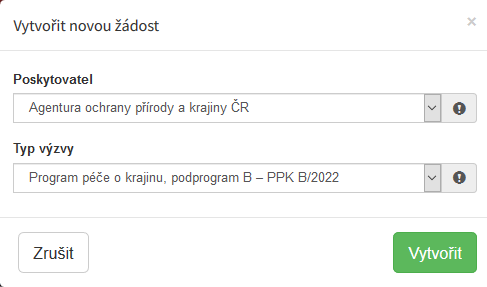 Vytvořit novou žádost
×
Poskytovatel
Agentura ochrany přírody a krajiny ČR
Typ výzvy
Program péče o krajinu, podprogram B – PPK B/2022
Zrušit
Vytvořit